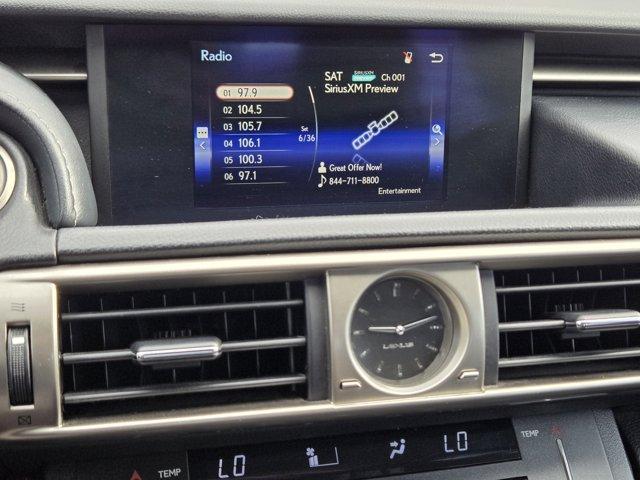 Radio
SAT SIRIUSXM Ch 001
SiriusXM Preview
01 97.9
02 104.5
03 105.7
04 106.1
05 100.3
06 97.1
Set
6/36
Great Offer Now!
844-711-8800
Entertainment
LEXUS
TEMP LO LO TEMP